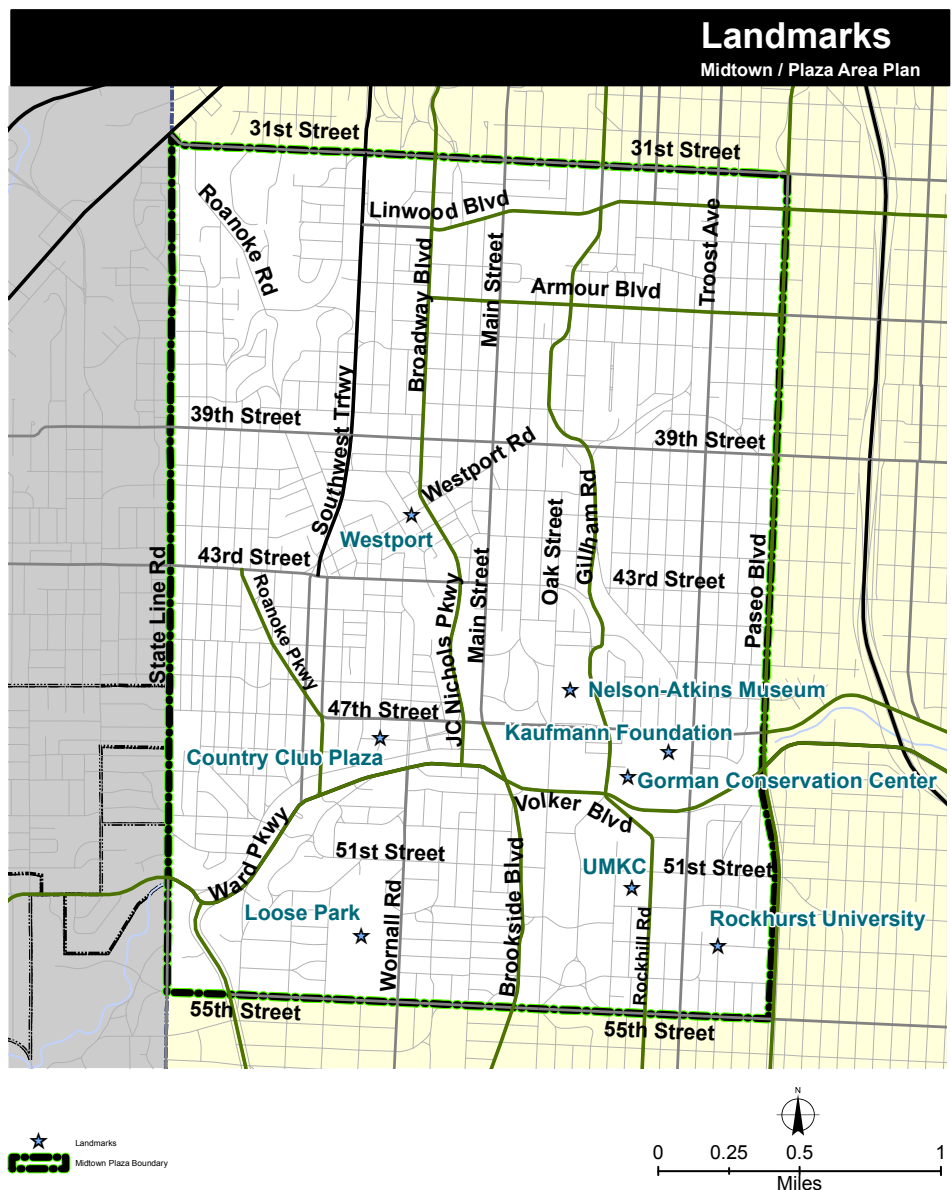 Landmarks
Midtown / Plaza Area Plan
31st Street
31st Street
Roanoke Rd
Linwood Blvd
Troost Ave
Broadway Blvd
Main Street
Armour Blvd
Southwest Trfwy
39th Street
39th Street
Westport Rd
Westport
Oak Street
Gillham Rd
43rd Street
43rd Street
State Line Rd
Roanoke Pkwy
JC Nichols Pkwy
Main Street
Paseo Blvd
Nelson-Atkins Museum
47th Street
Kaufmann Foundation
Country Club Plaza
Gorman Conservation Center
Volker Blvd
Ward Pkwy
51st Street
Brookside Blvd
UMKC
51st Street
Loose Park
Wornall Rd
Rockhill Rd
Rockhurst University
55th Street
55th Street
N
Landmarks
Midtown Plaza Boundary
0 0.25 0.5 1
Miles